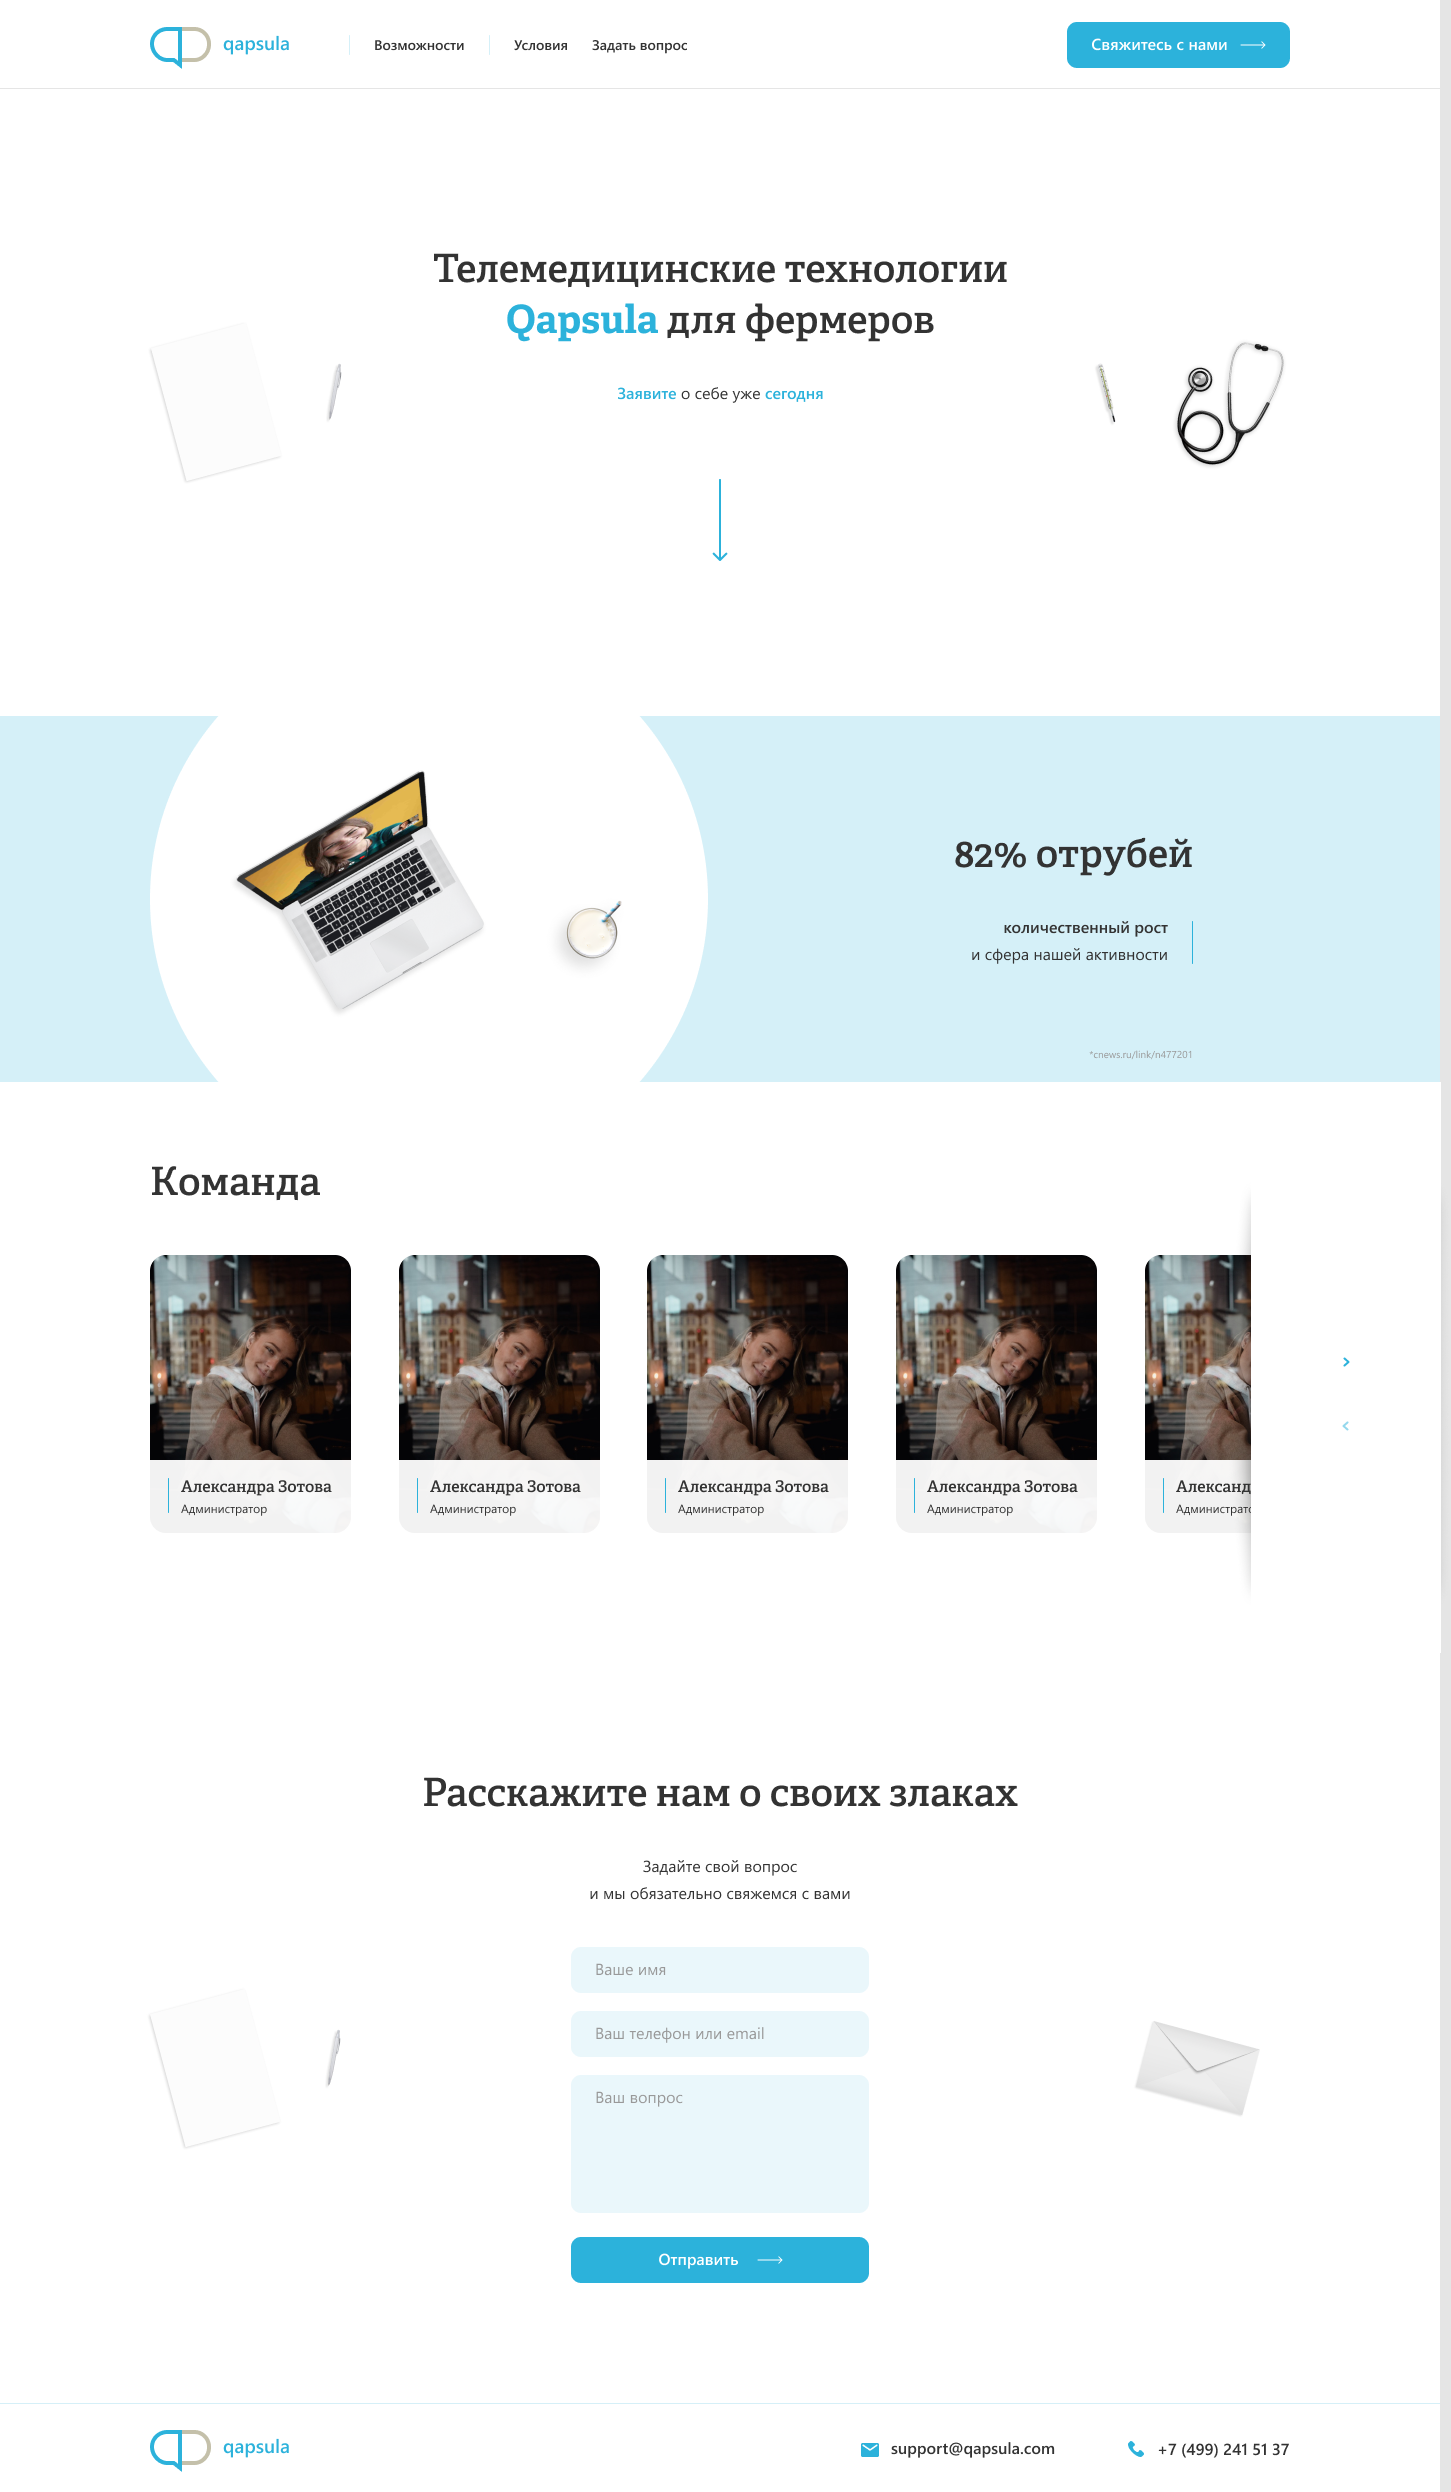 qapsula
Возможности
Условия
Задать вопрос
Свяжитесь с нами
Телемедицинские технологии
Qapsula для фермеров
Заявите о себе уже сегодня
82% отрубей
количественный рост
и сфера нашей активности
*cnews.ru/link/n477201
Команда
Александра Зотова
Администратор
Александра Зотова
Администратор
Александра Зотова
Администратор
Александра Зотова
Администратор
Александ
Администратс
Расскажите нам о своих злаках
Задайте свой вопрос
и мы обязательно свяжемся с вами
Ваше имя
Ваш телефон или email
Ваш вопрос
Отправить
qapsula
support@qapsula.com
+7 (499) 241 51 37